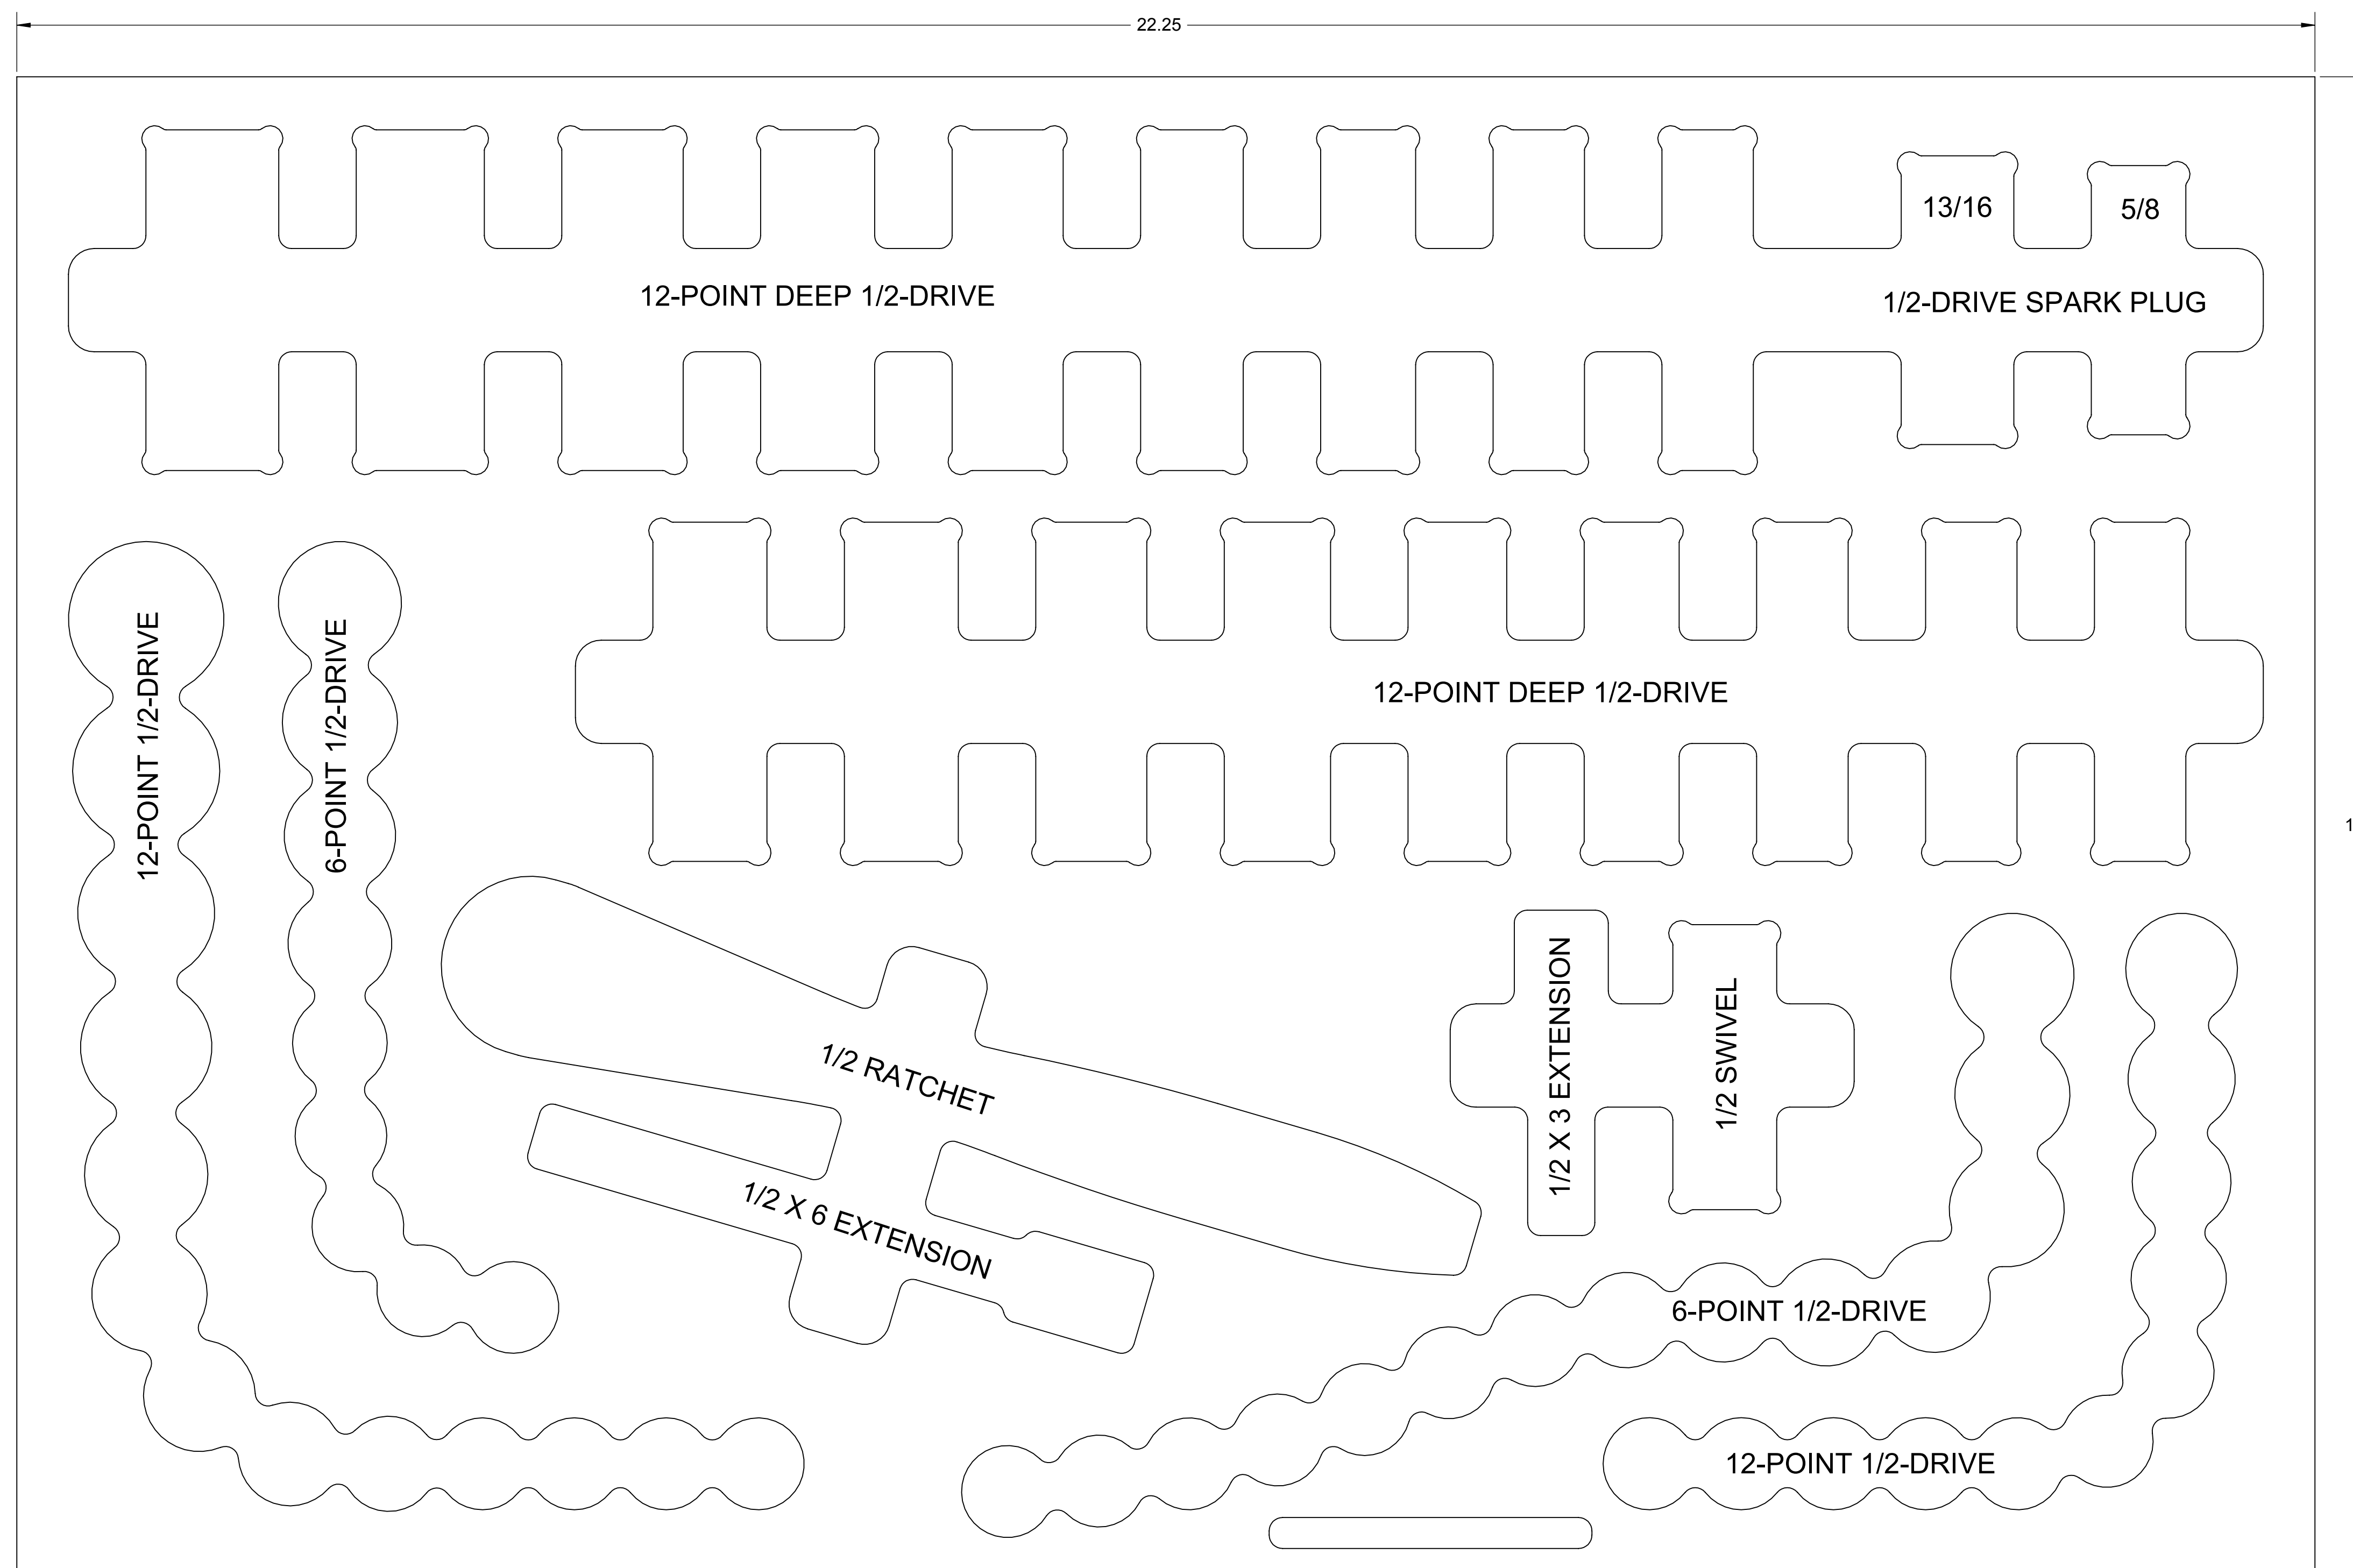 22.25
13/16
5/8
12-POINT DEEP 1/2-DRIVE
1/2-DRIVE SPARK PLUG
12-POINT DEEP 1/2-DRIVE
12-POINT 1/2-DRIVE
6-POINT 1/2-DRIVE
1/2 RATCHET
1/2 X 6 EXTENSION
1/2 X 3 EXTENSION
1/2 SWIVEL
6-POINT 1/2-DRIVE
12-POINT 1/2-DRIVE